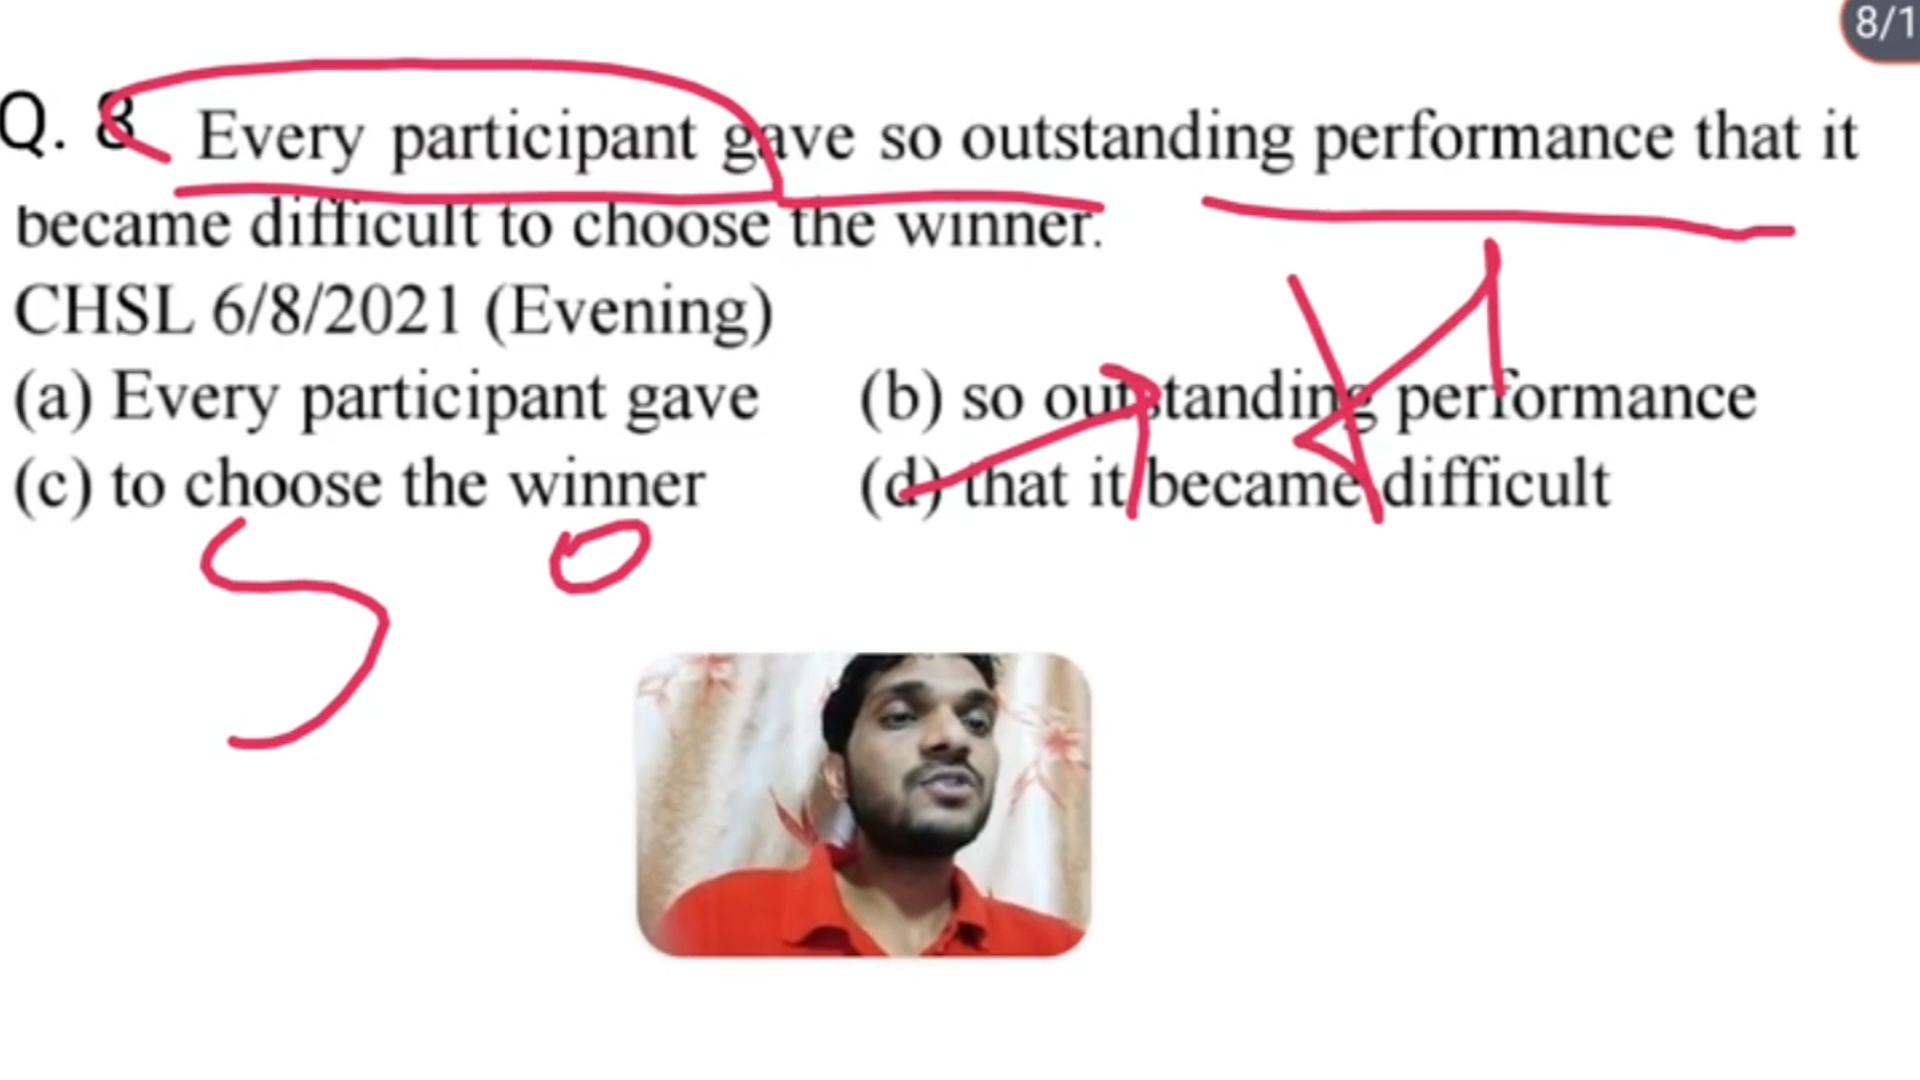 8/1
Q. 8 Every participant gave so outstanding performance that it
became difficult to choose the winner.
CHSL 6/8/2021 (Evening)
(a) Every participant gave (b) so outstanding performance
(c) to choose the winner (d) that it became difficult